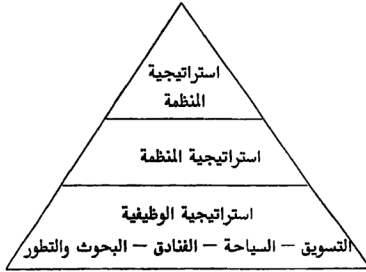 استراتيجية
المنظمة
استراتيجية المنظمة
استراتيجية الوظيفية
التسويق – السياحة – الفنادق – البحوث والتطور